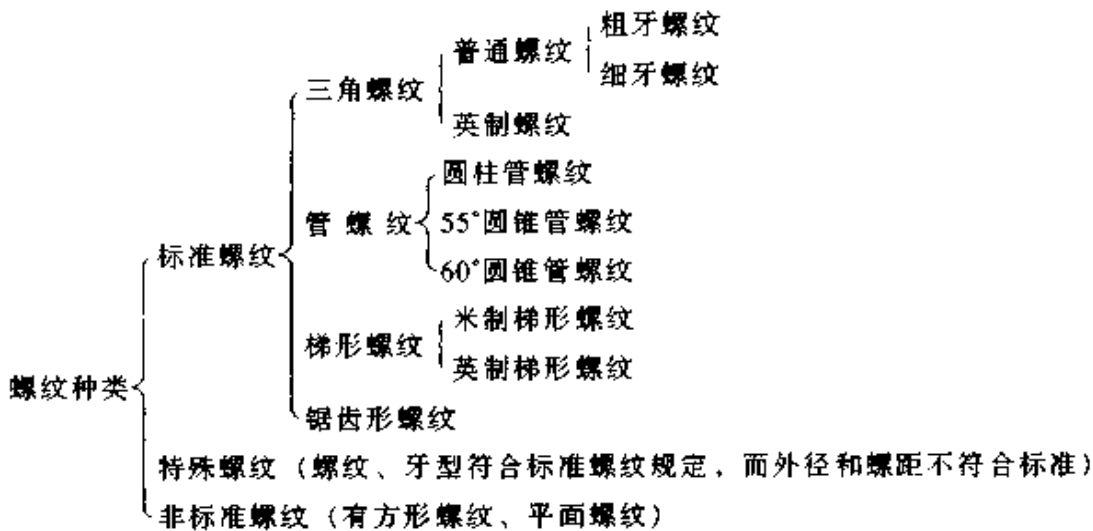 粗牙螺纹
普通螺纹
细牙螺纹
三角螺纹
英制螺纹
圆柱管螺纹
管螺纹
55°圆锥管螺纹
标准螺纹
60°圆锥管螺纹
米制梯形螺纹
梯形螺纹
英制梯形螺纹
螺纹种类
锯齿形螺纹
特殊螺纹（螺纹、牙型符合标准螺纹规定，而外径和螺距不符合标准）
非标准螺纹（有方形螺纹、平面螺纹）